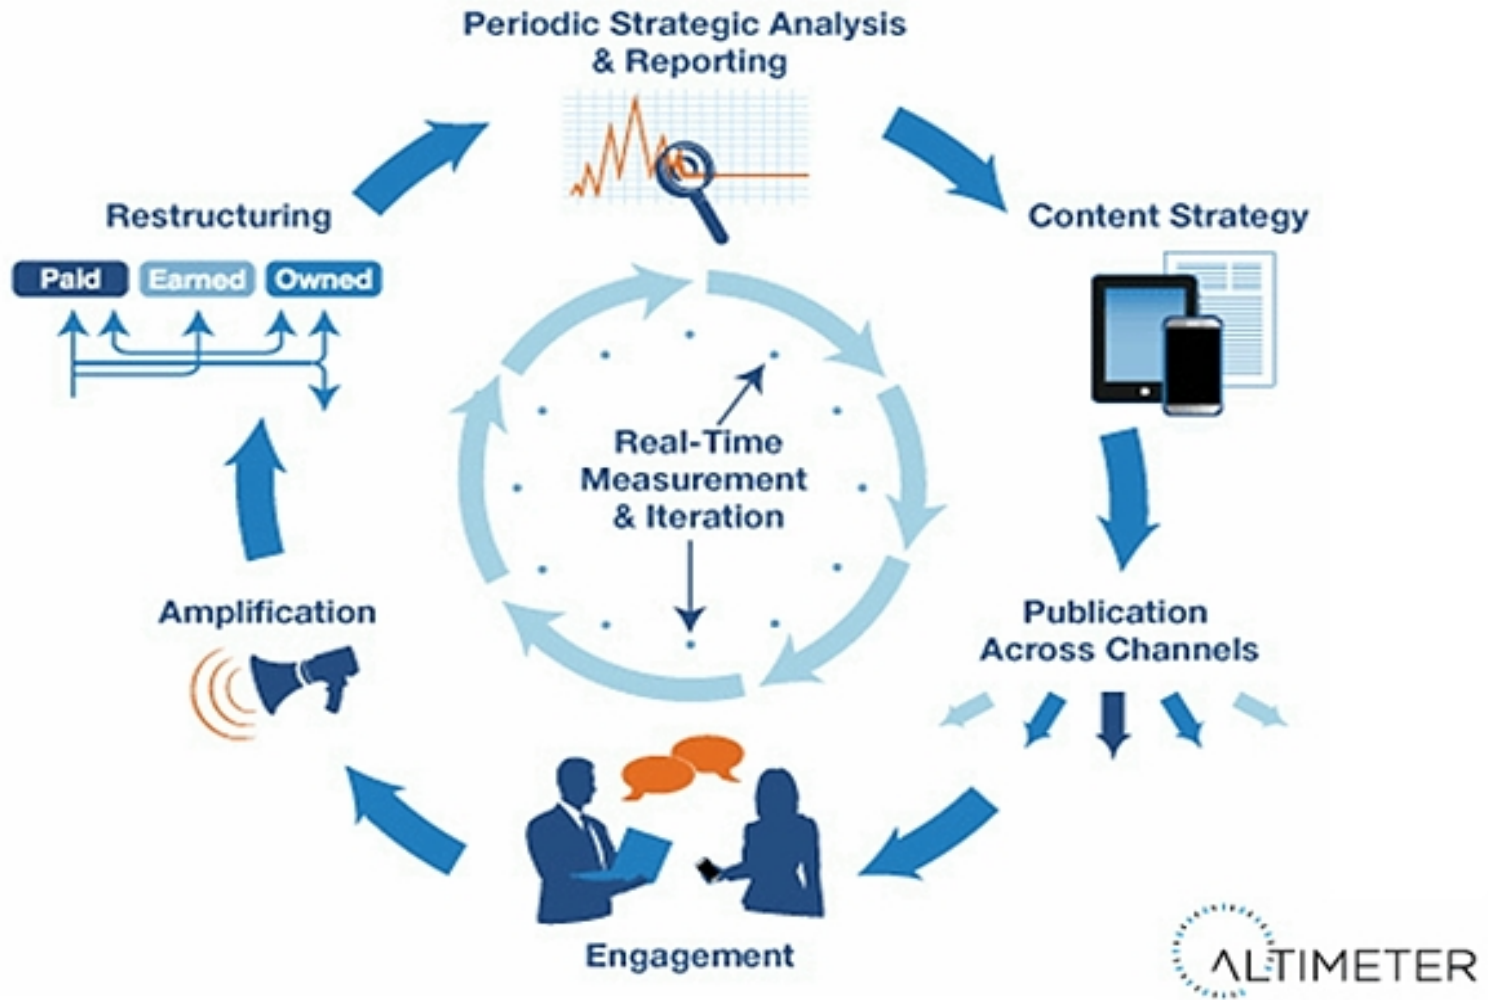 Periodic Strategic Analysis
& Reporting
Content Strategy
Publication
Across Channels
Engagement
Amplification
Restructuring
Paid
Earned
Owned
Real-Time
Measurement
& Iteration
ALTIMETER